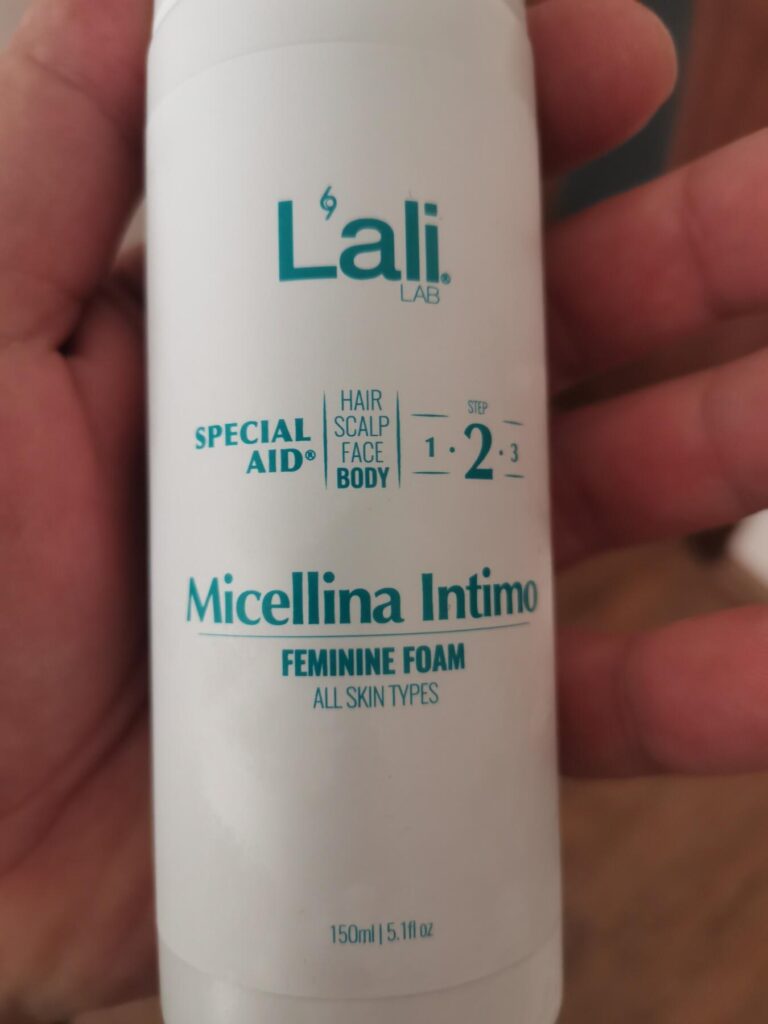 L'ali®
LAB
SPECIAL
AID®
HAIR
SCALP
FACE
BODY
STEP
1 · 2 · 3
Micellina Intimo
FEMININE FOAM
ALL SKIN TYPES
150ml | 5.1fl oz